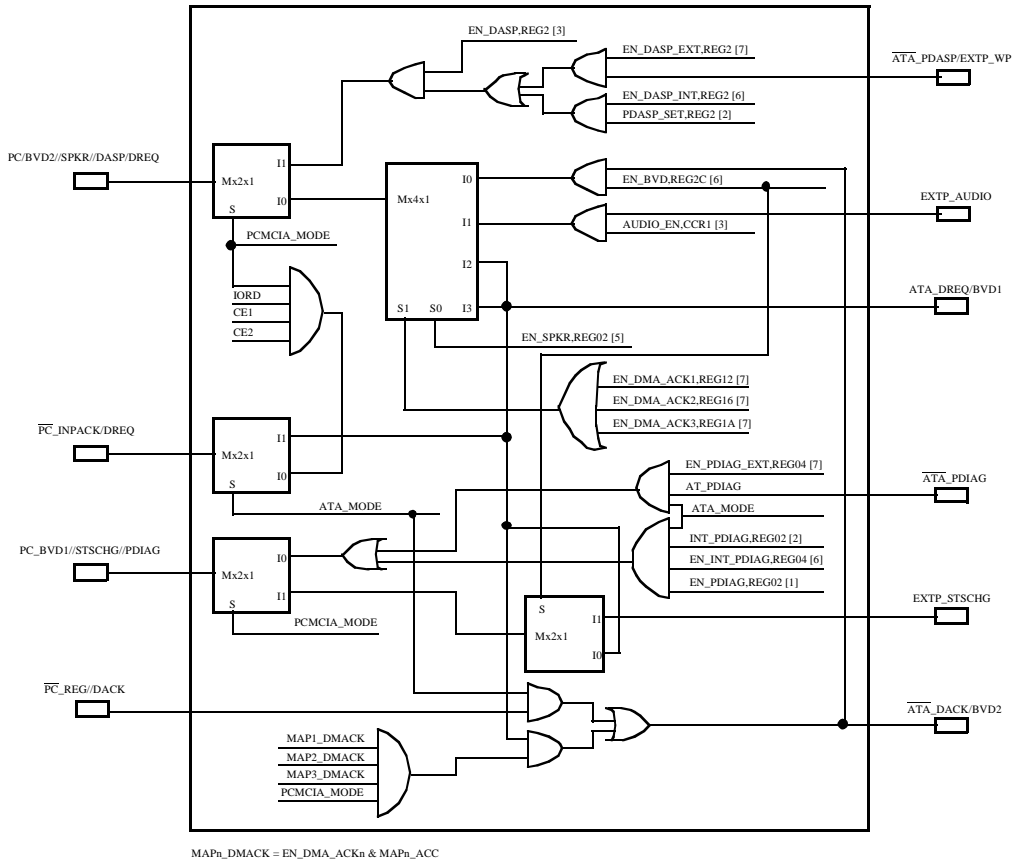 EN_DASP,REG2 [3]
EN_DASP_EXT,REG2 [7]
ATA_PDASP/EXTP_WP
EN_DASP_INT,REG2 [6]
PDASP_SET,REG2 [2]
PC/BVD2//SPKR//DASP/DREQ
Mx2x1
I1
I0
S
PCMCIA_MODE
Mx4x1
I0
I1
I2
I3
S1
S0
EN_BVD,REG2C [6]
EXTP_AUDIO
AUDIO_EN,CCR1 [3]
ATA_DREQ/BVD1
IORD
CE1
CE2
EN_SPKR,REG02 [5]
EN_DMA_ACK1,REG12 [7]
EN_DMA_ACK2,REG16 [7]
EN_DMA_ACK3,REG1A [7]
PC_INPACK/DREQ
Mx2x1
I1
I0
S
ATA_MODE
EN_PDIAG_EXT,REG04 [7]
AT_PDIAG
ATA_PDIAG
ATA_MODE
INT_PDIAG,REG02 [2]
EN_INT_PDIAG,REG04 [6]
EN_PDIAG,REG02 [1]
PC_BVD1//STSCHG//PDIAG
Mx2x1
I0
I1
S
PCMCIA_MODE
S
Mx2x1
I1
I0
EXTP_STSCHG
PC_REG//DACK
ATA_DACK/BVD2
MAP1_DMACK
MAP2_DMACK
MAP3_DMACK
PCMCIA_MODE
MAPn_DMACK = EN_DMA_ACKn & MAPn_ACC